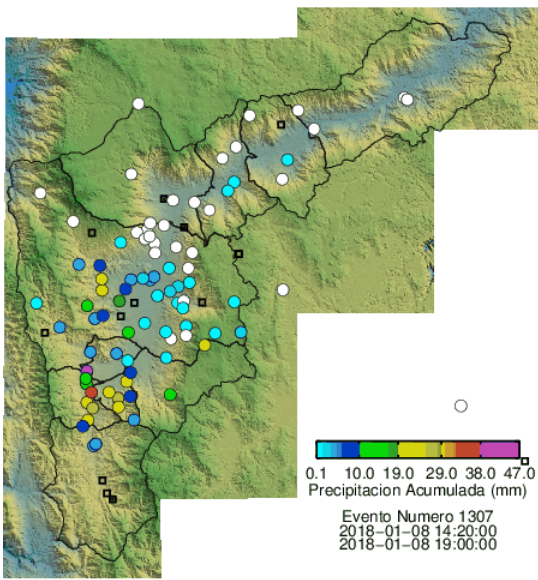 0.1 10.0 19.0 29.0 38.0 47.0
Precipitacion Acumulada (mm)
Evento Numero 1307
2018-01-08 14:20:00
2018-01-08 19:00:00